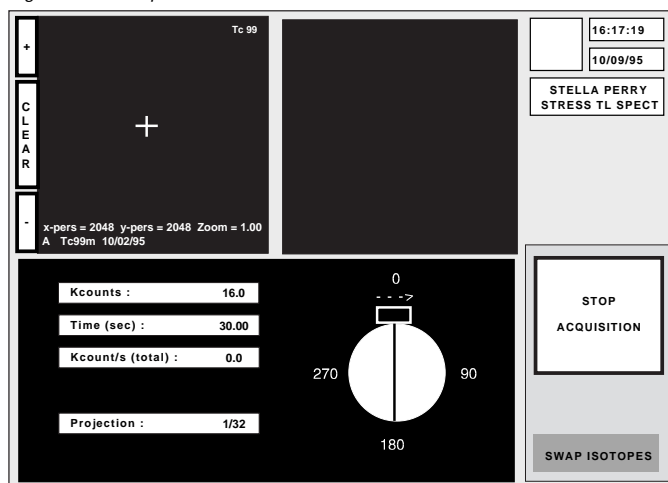 Tc 99
16:17:19
10/09/95
STELLA PERRY
STRESS TL SPECT
+
CLEAR
-
x-pers = 2048 y-pers = 2048 Zoom = 1.00
A Tc99m 10/02/95
Kcounts : 16.0
Time (sec) : 30.00
Kcount/s (total) : 0.0
Projection : 1/32
0
- - ->
270
90
180
STOP
ACQUISITION
SWAP ISOTOPES